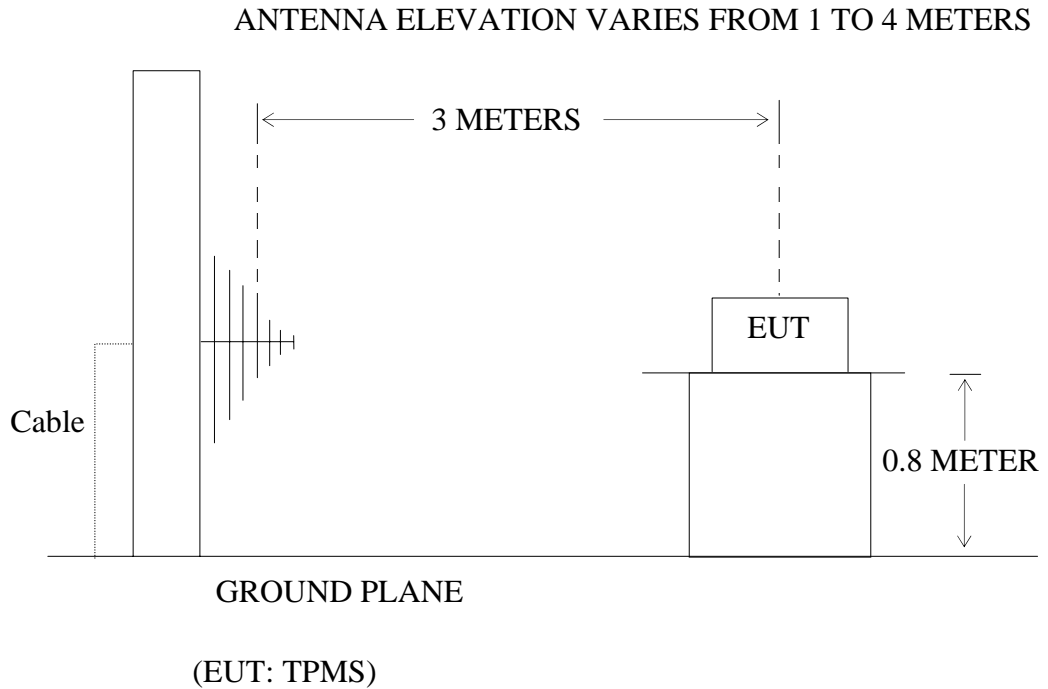 ANTENNA ELEVATION VARIES FROM 1 TO 4 METERS
3 METERS
EUT
Cable
0.8 METER
GROUND PLANE
(EUT: TPMS)